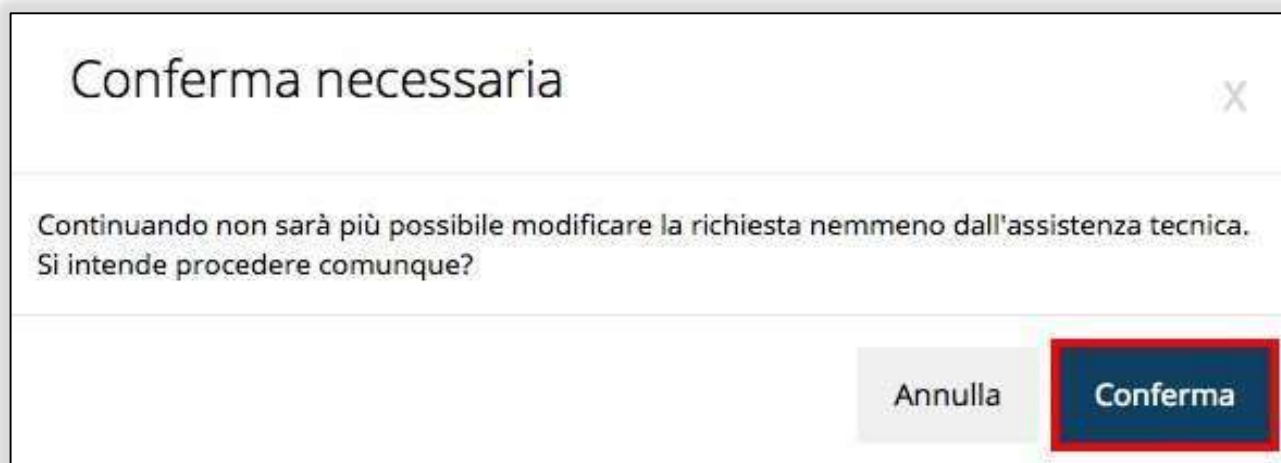 Conferma necessaria
X
Continuando non sarà più possibile modificare la richiesta nemmeno dall'assistenza tecnica.
Si intende procedere comunque?
Annulla
Conferma